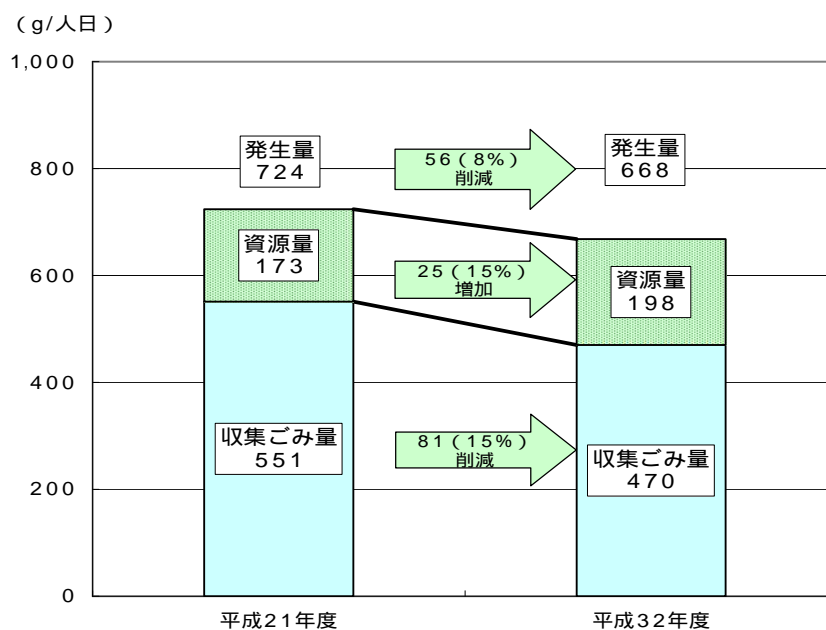 （g/人日）
1,000
800
600
400
200
0
発生量
724
56（8%）
削減
発生量
668
資源量
173
25（15%）
増加
資源量
198
収集ごみ量
551
81（15%）
削減
収集ごみ量
470
平成21年度
平成32年度